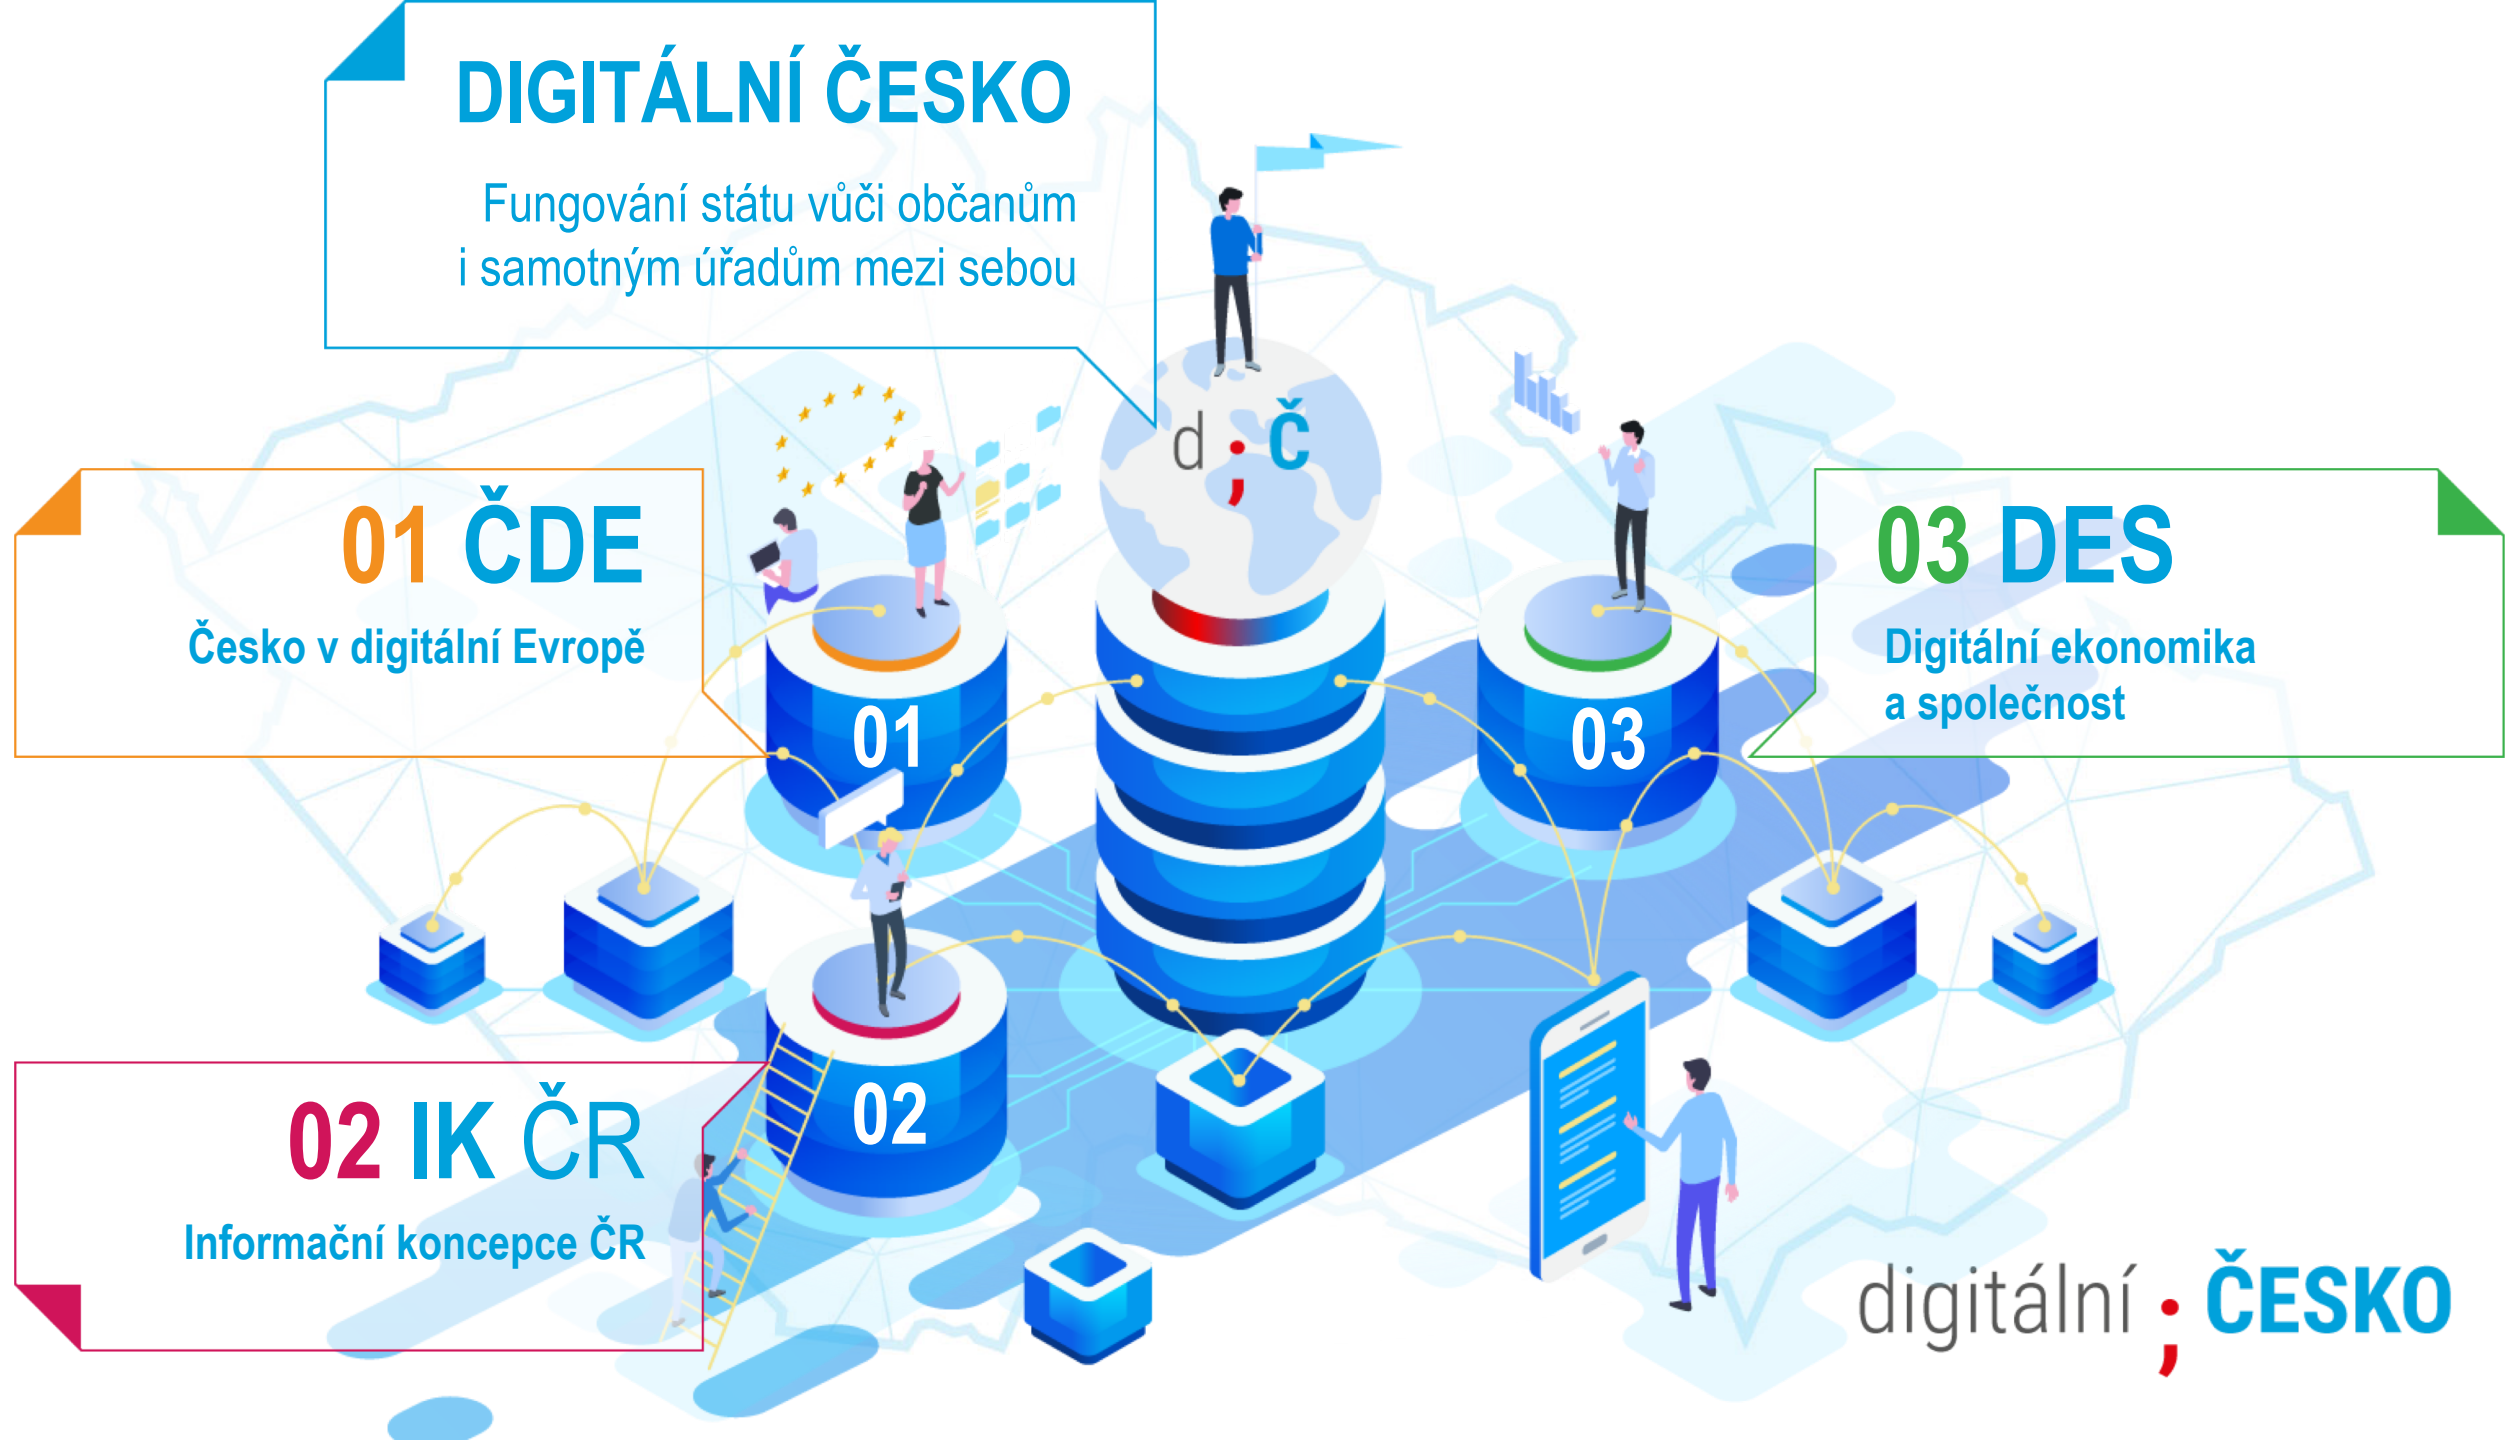 DIGITÁLNÍ ČESKO
Fungování státu vůči občanům
i samotným úřadům mezi sebou
d ; Č
01 ČDE
Česko v digitální Evropě
03 DES
Digitální ekonomika
a společnost
01
03
02 IK ČR
Informační koncepce ČR
02
digitální ; ČESKO